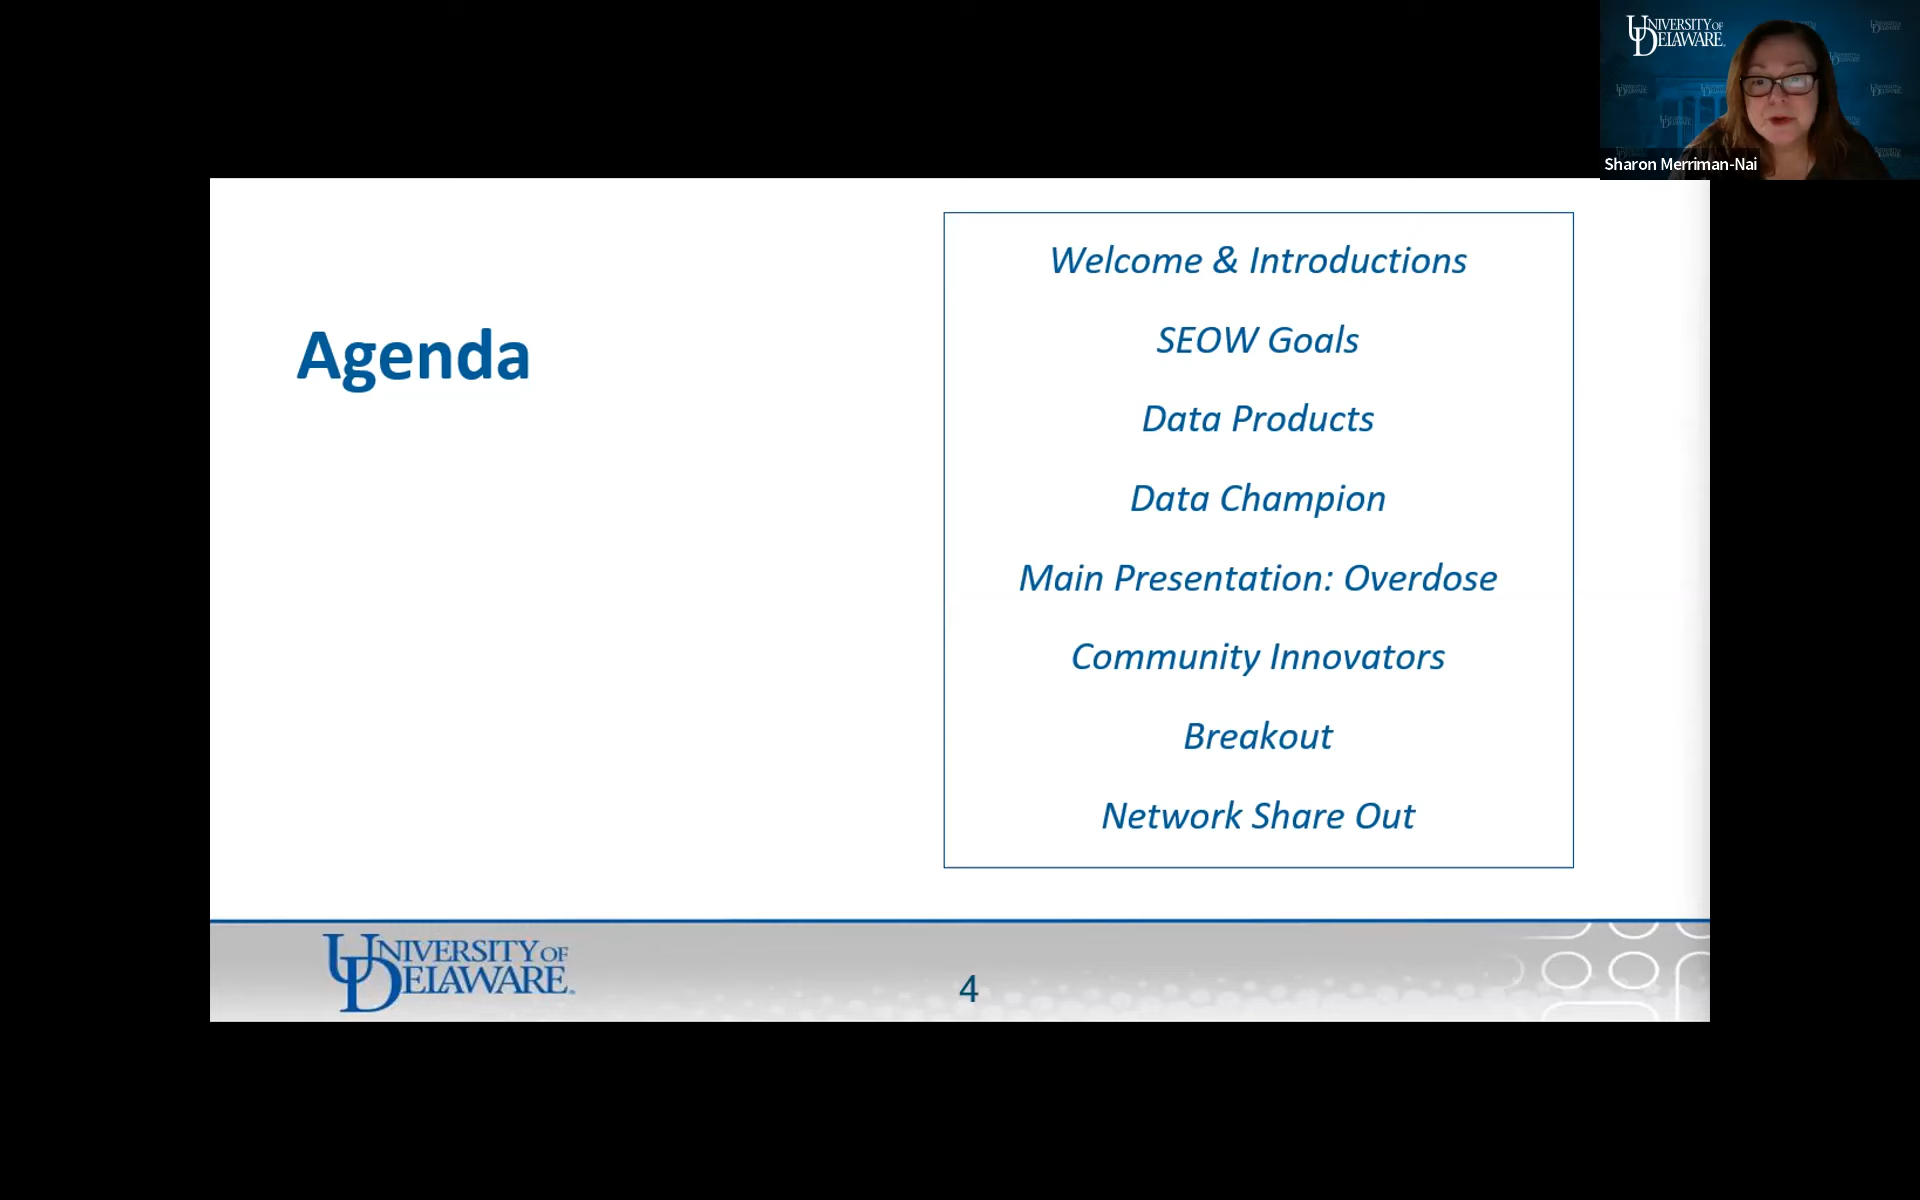 UNIVERSITY OF
DELAWARE
Sharon Merriman-Nai
Agenda
Welcome & Introductions
SEOW Goals
Data Products
Data Champion
Main Presentation: Overdose
Community Innovators
Breakout
Network Share Out
UNIVERSITY OF
DELAWARE
4